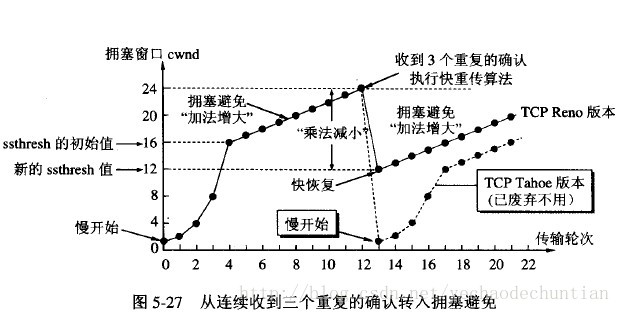 拥塞窗口 cwnd
收到 3 个重复的确认
执行快重传算法
24
20
ssthresh 的初始值
16
新的 ssthresh 值
12
8
4
0
拥塞避免
“加法增大”
“乘法减小”
拥塞避免
“加法增大”
TCP Reno 版本
快恢复
TCP Tahoe 版本
(已废弃不用)
慢开始
慢开始
传输轮次
0 2 4 6 8 10 12 14 16 18 20 22
http://blog.csdn.net/yechaodechuntian
图 5-27 从连续收到三个重复的确认转入拥塞避免